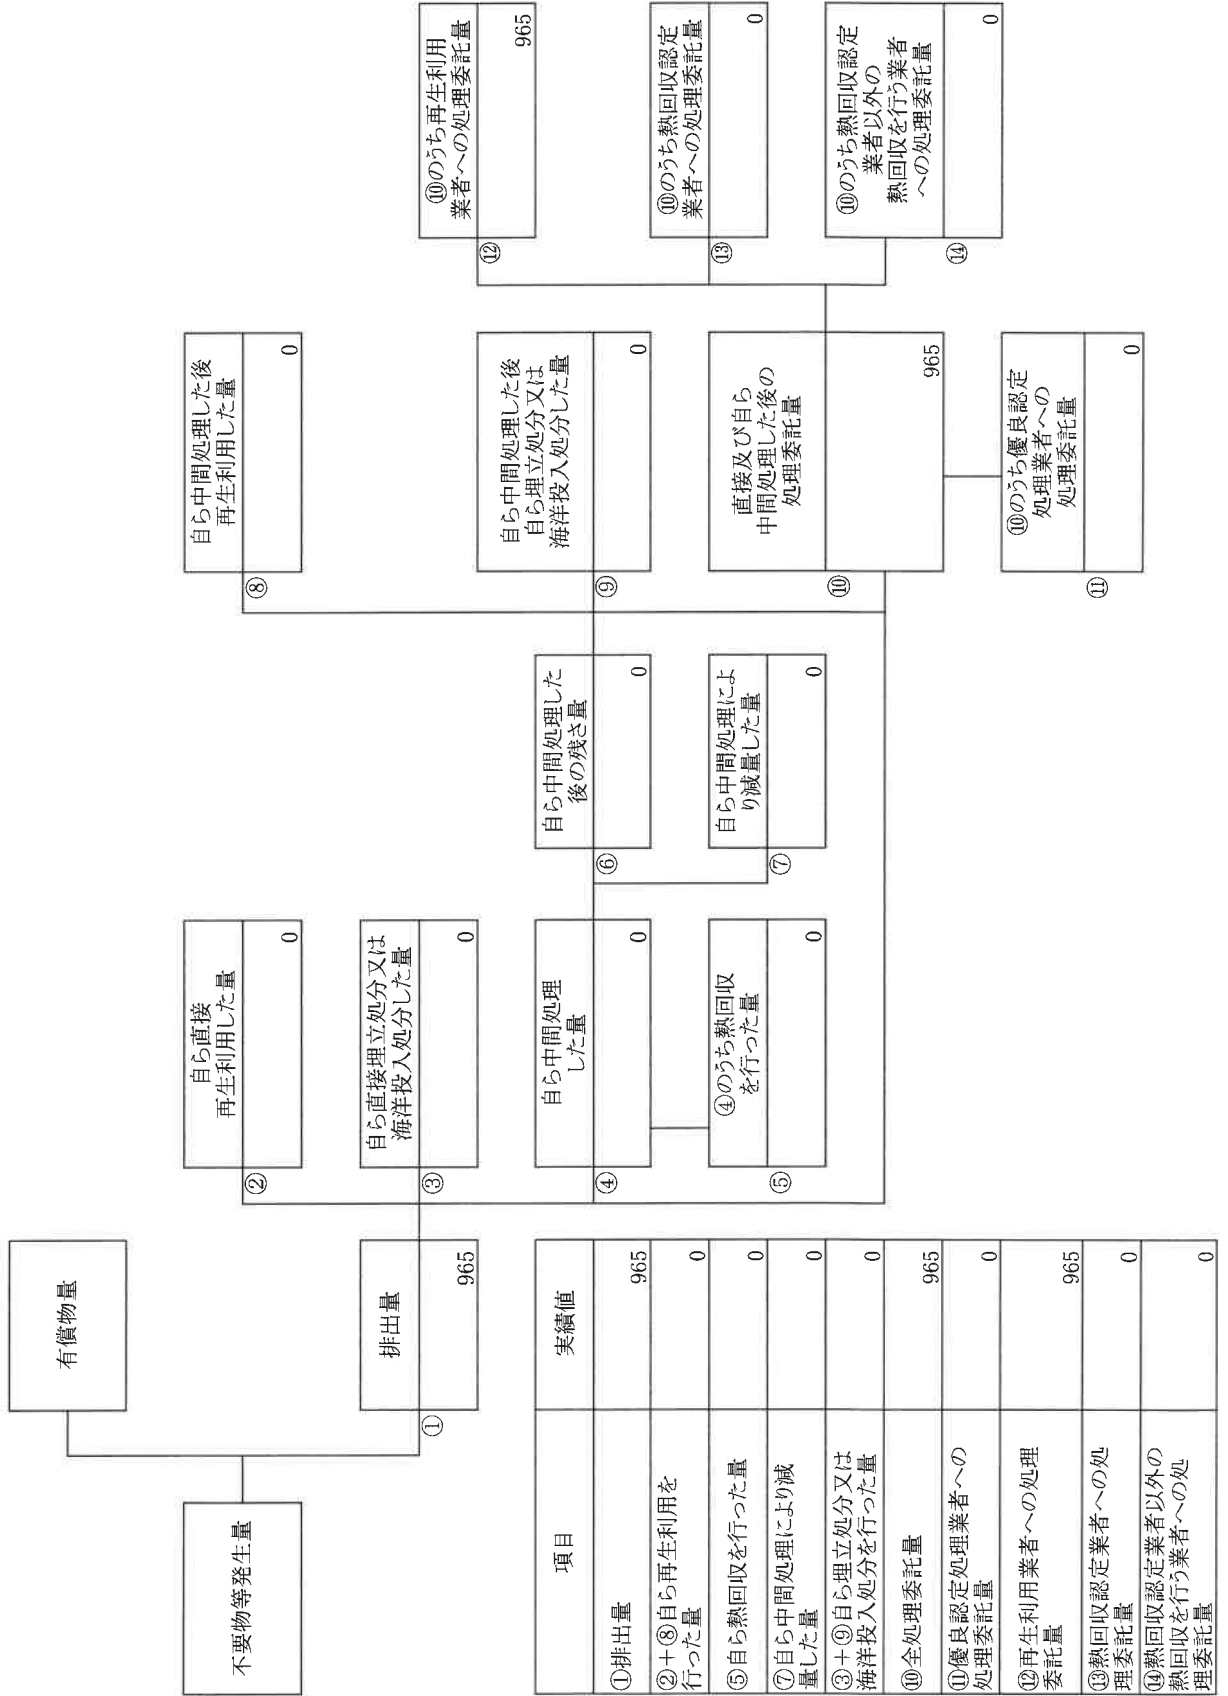 不要物等発生量
有償物量
①
排出量
965
②
自ら直接
再生利用した量
0
③
自ら直接埋立処分又は
海洋投入処分した量
0
④
自ら中間処理
した量
0
⑤
④のうち熱回収
を行った量
0
⑥
自ら中間処理した
後の残さ量
0
⑦
自ら中間処理によ
り減量した量
0
⑧
自ら中間処理した後
再生利用した量
0
⑨
自ら中間処理した後
自ら埋立処分又は
海洋投入処分した量
0
⑩
直接及び自ら
中間処理した後の
処理委託量
965
⑪
⑩のうち優良認定
処理業者への
処理委託量
0
⑫
⑩のうち再生利用
業者への処理委託量
965
⑬
⑩のうち熱回収認定
業者への処理委託量
0
⑭
⑩のうち熱回収認定
業者以外の
熱回収を行う業者
への処理委託量
0
項目
実績値
①排出量
965
②+⑧自ら再生利用を
行った量
0
⑤自ら熱回収を行った量
0
⑦自ら中間処理により減
量した量
0
③+⑨自ら埋立処分又は
海洋投入処分を行った量
0
⑩全処理委託量
965
⑪優良認定処理業者への
処理委託量
0
⑫再生利用業者への処理
委託量
965
⑬熱回収認定業者への処
理委託量
0
⑭熱回収認定業者以外の
熱回収を行う業者への処
理委託量
0